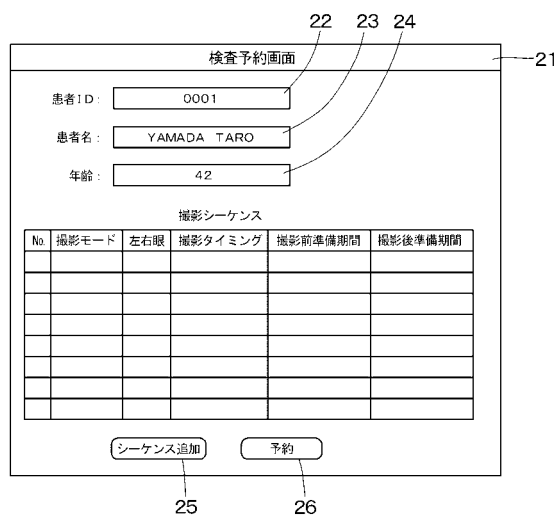 22 23 24
検査予約画面 21
患者ID: 0001
患者名: YAMADA TARO
年齢: 42
撮影シーケンス
No. 撮影モード 左右眼 撮影タイミング 撮影前準備期間 撮影後準備期間
シーケンス追加 予約
25 26